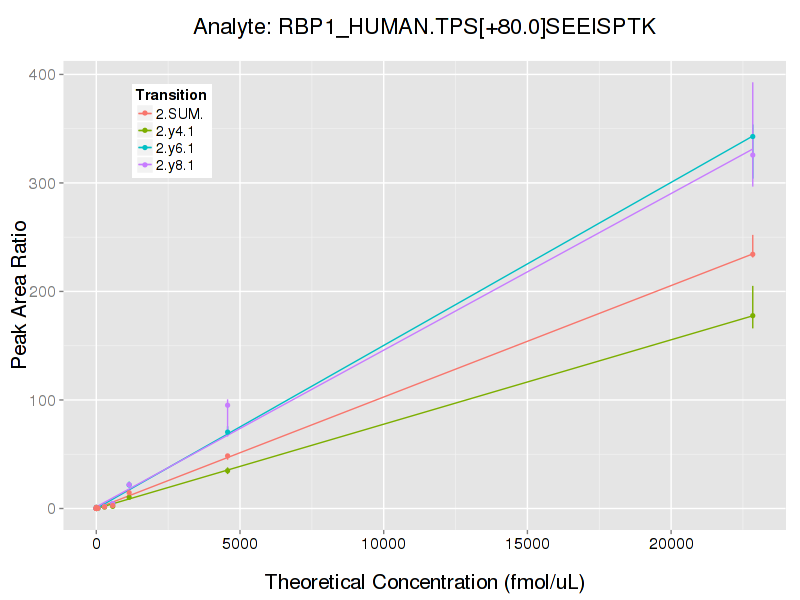 Analyte: RBP1_HUMAN.TPS[+80.0]SEEISPTK
400
300
200
100
0
Peak Area Ratio
Transition
2.SUM.
2.y4.1
2.y6.1
2.y8.1
0 5000 10000 15000 20000
Theoretical Concentration (fmol/uL)